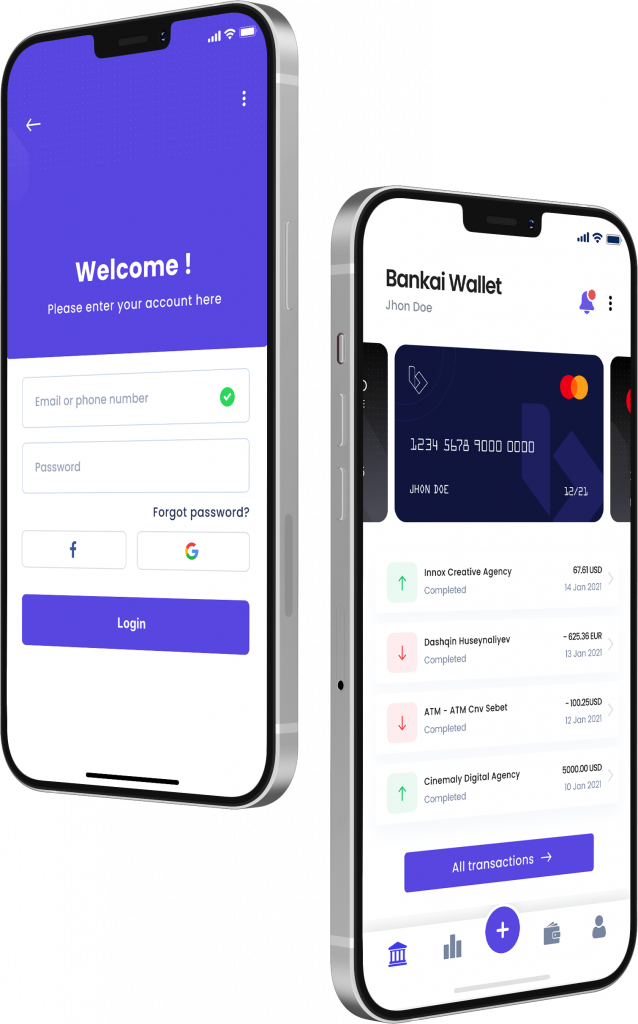 Welcome !
Please enter your account here
Email or phone number
Password
Forgot password?
Login
Bankai Wallet
Jhon Doe
1234 5678 9000 0000
JHON DOE
12/21
Innox Creative Agency
67.61 USD
Completed
14 Jan 2021
Dashqin Huseynaliyev
- 625.36 EUR
Completed
13 Jan 2021
ATM - ATM Cnv Sebet
-100.25USD
Completed
12 Jan 2021
Cinemaly Digital Agency
5000.00 USD
Completed
10 Jan 2021
All transactions →